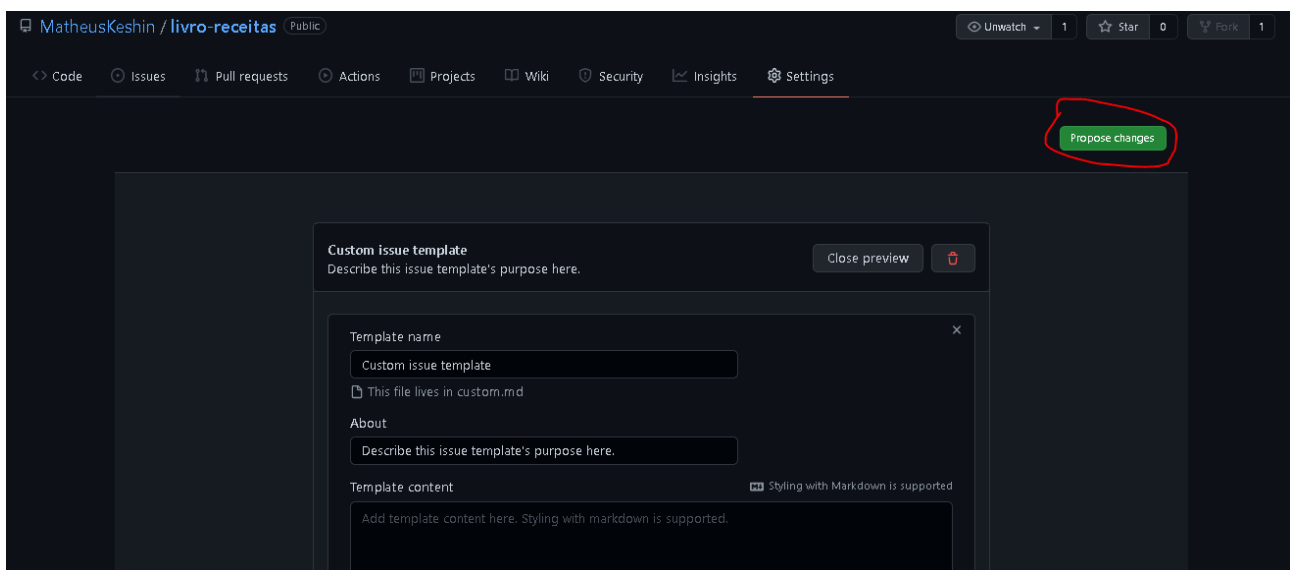 MatheusKeshin / livro-receitas Public Unwatch 1 Star 0 Fork 1
Code Issues Pull requests Actions Projects Wiki Security Insights Settings
Propose changes
Custom issue template
Describe this issue template's purpose here.
Close preview
Template name
Custom issue template
This file lives in custom.md
About
Describe this issue template's purpose here.
Template content Styling with Markdown is supported
Add template content here. Styling with markdown is supported.